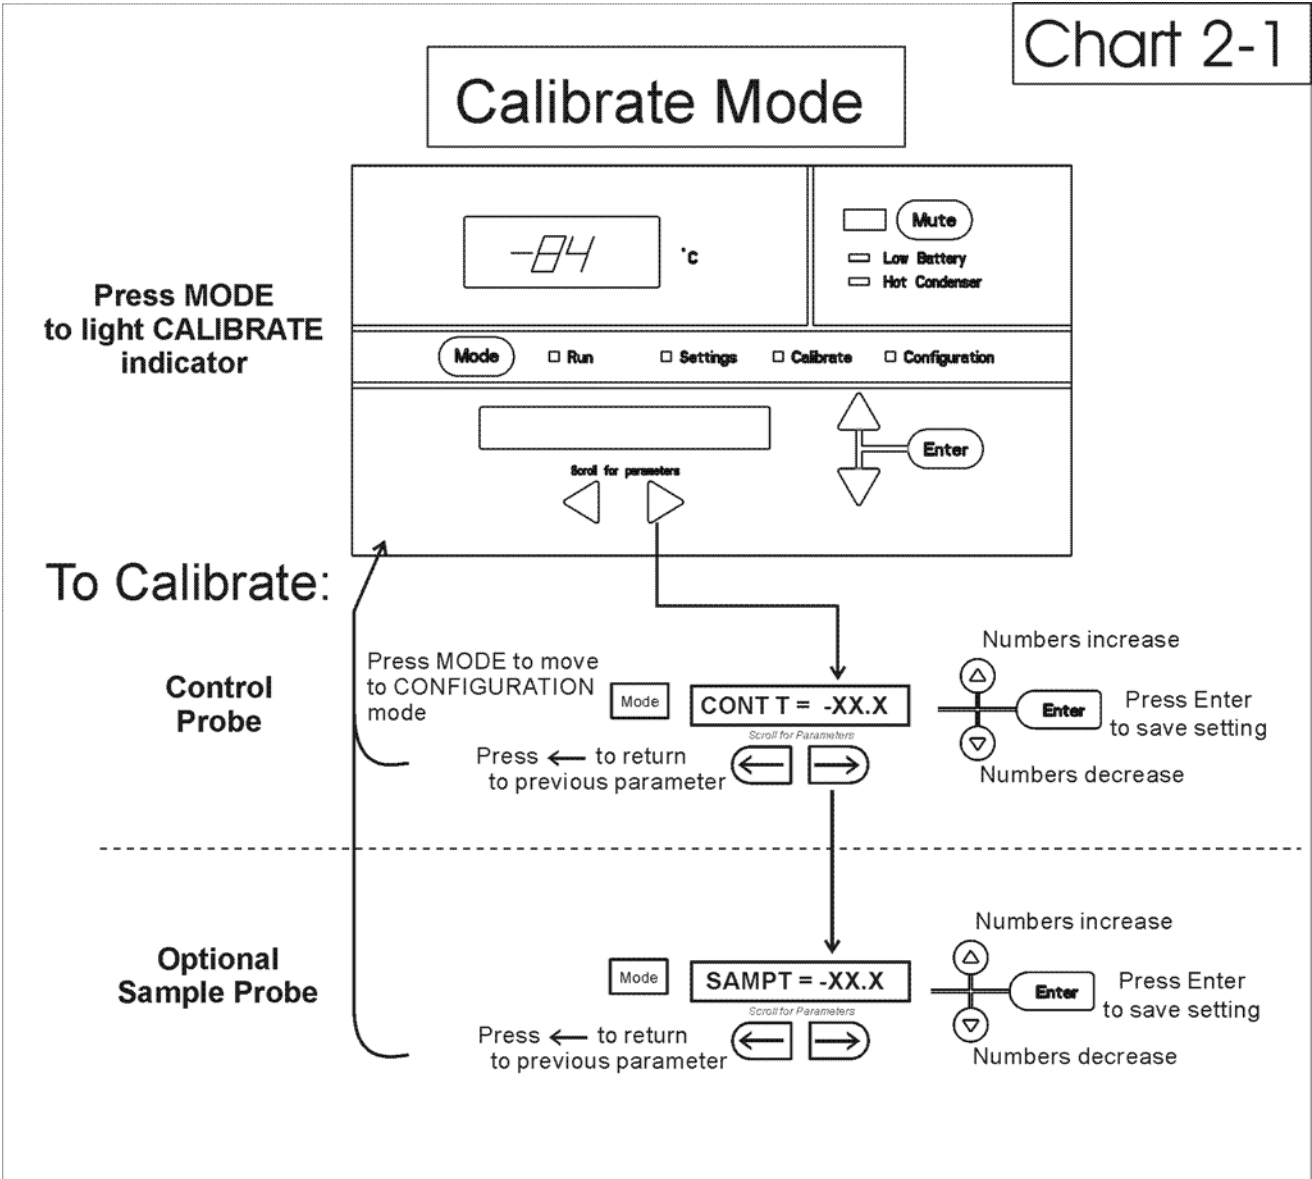 Chart 2-1
Calibrate Mode
-84
°C
Mute
Low Battery
Hot Condenser
Press MODE
to light CALIBRATE
indicator
Mode
Run
Settings
Calibrate
Configuration
Enter
Scroll for parameters
To Calibrate:
Control
Probe
Press MODE to move
to CONFIGURATION
mode
Mode
CONT T = -XX.X
Scroll for Parameters
Press ← to return
to previous parameter
Numbers increase
Enter
Press Enter
to save setting
Numbers decrease
Optional
Sample Probe
Mode
SAMPT = -XX.X
Scroll for Parameters
Press ← to return
to previous parameter
Numbers increase
Enter
Press Enter
to save setting
Numbers decrease